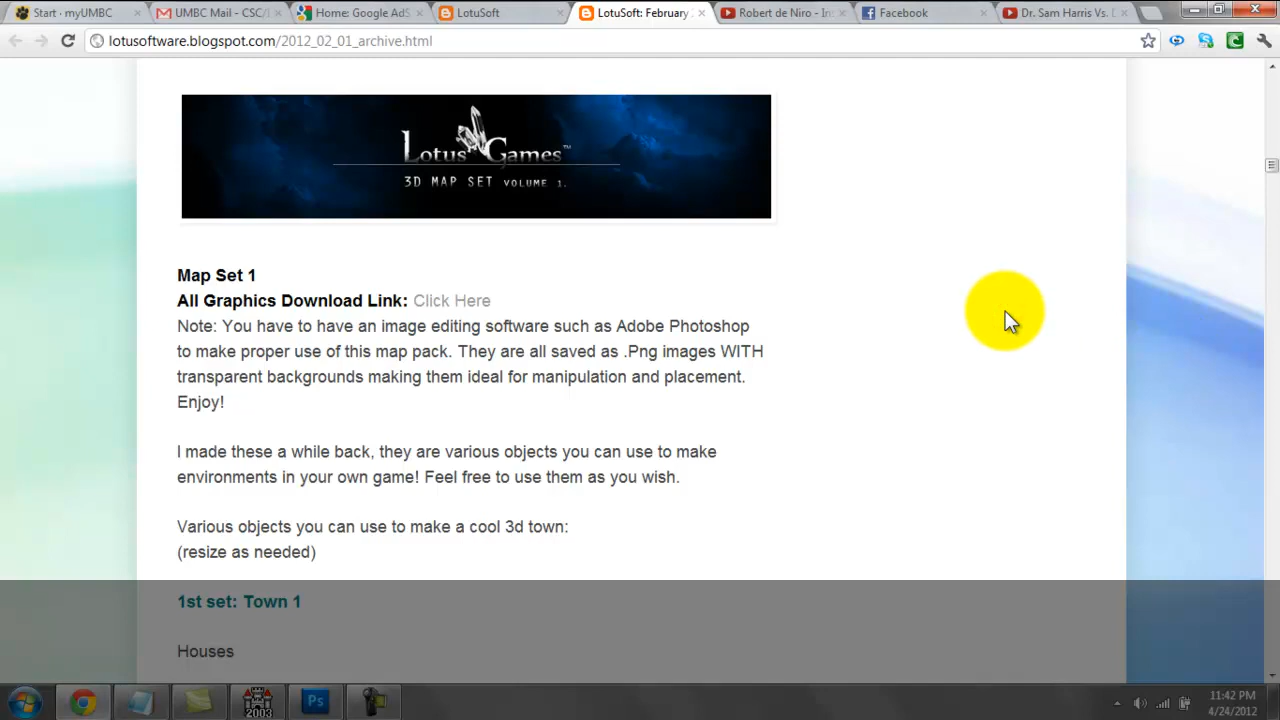 Start · myUMBC
UMBC Mail - CSC/I
Home: Google AdS
LotuSoft
LotuSoft: February
Robert de Niro - In
Facebook
Dr. Sam Harris Vs.
lotusoftware.blogspot.com/2012_02_01_archive.html
Lotus Games™
3D MAP SET VOLUME 1.
Map Set 1
All Graphics Download Link: Click Here
Note: You have to have an image editing software such as Adobe Photoshop
to make proper use of this map pack. They are all saved as .Png images WITH
transparent backgrounds making them ideal for manipulation and placement.
Enjoy!
I made these a while back, they are various objects you can use to make
environments in your own game! Feel free to use them as you wish.
Various objects you can use to make a cool 3d town:
(resize as needed)
1st set: Town 1
Houses
2003
Ps
11:42 PM
4/24/2012